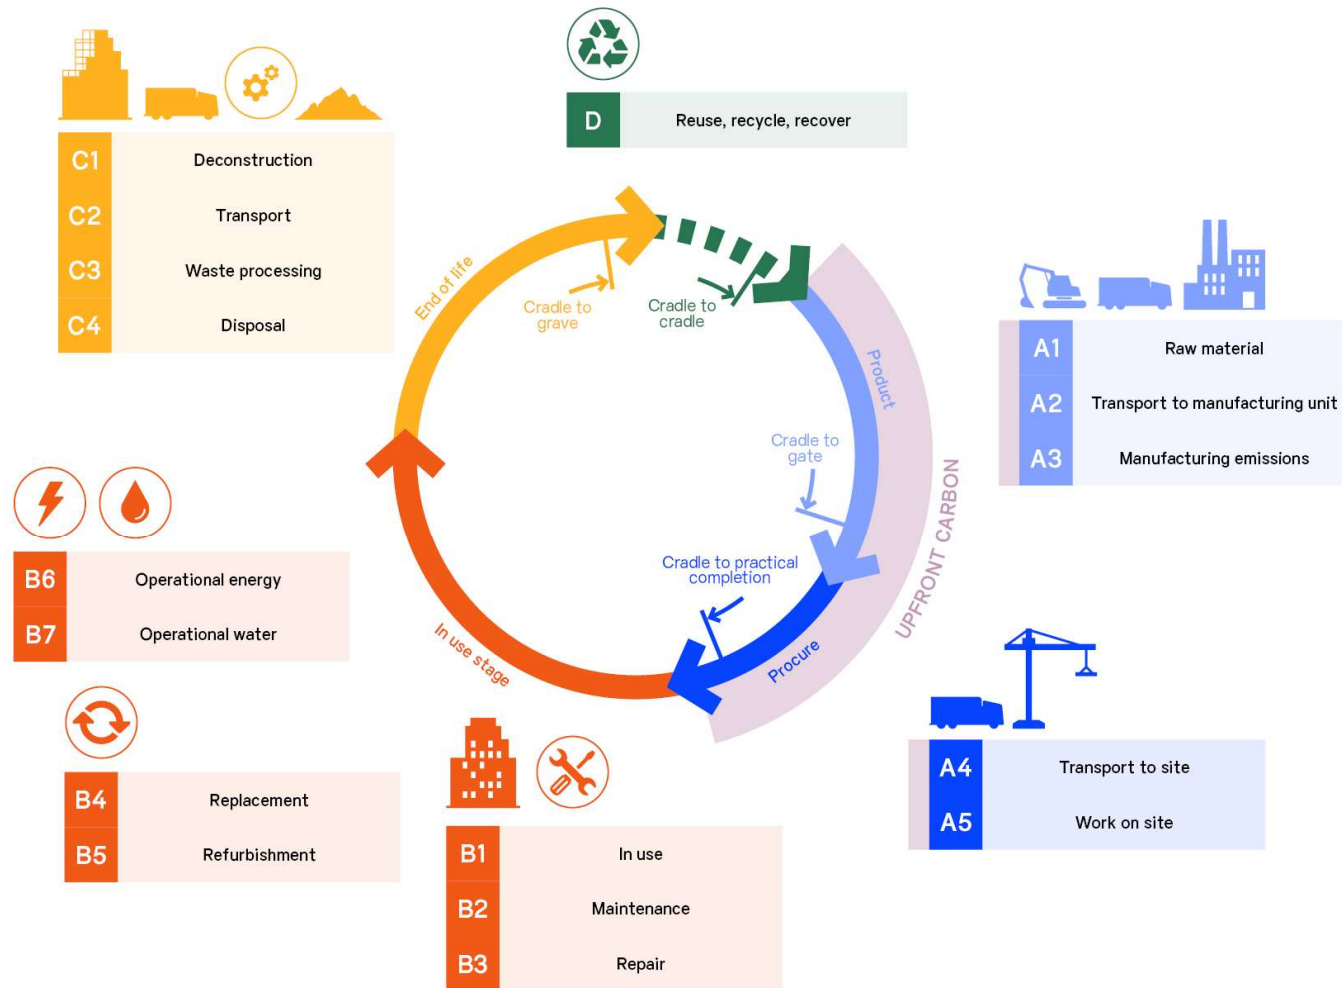 D Reuse, recycle, recover
C1 Deconstruction
C2 Transport
C3 Waste processing
C4 Disposal
End of life
Cradle to
grave
Cradle to
cradle
Product
A1 Raw material
A2 Transport to manufacturing unit
A3 Manufacturing emissions
Cradle to
gate
UPFRONT CARBON
Cradle to practical
completion
Procure
In use stage
B6 Operational energy
B7 Operational water
A4 Transport to site
A5 Work on site
B4 Replacement
B5 Refurbishment
B1 In use
B2 Maintenance
B3 Repair